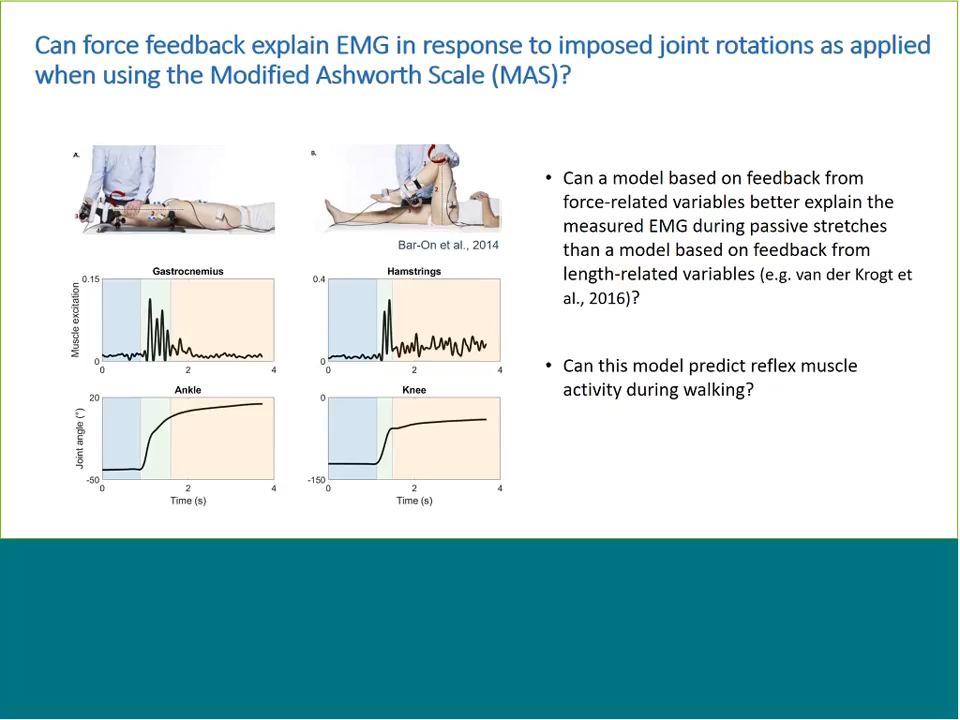 Can force feedback explain EMG in response to imposed joint rotations as applied
when using the Modified Ashworth Scale (MAS)?
A.
B.
1
2
3
Bar-On et al., 2014
Gastrocnemius
Hamstrings
0.15
0
0.4
0
Muscle excitation
0 2 4
0 2 4
Ankle
Knee
20
-50
0
-150
Joint angle (°)
0 2 4
0 2 4
Time (s)
Time (s)
• Can a model based on feedback from
force-related variables better explain the
measured EMG during passive stretches
than a model based on feedback from
length-related variables (e.g. van der Krogt et
al., 2016)?
• Can this model predict reflex muscle
activity during walking?